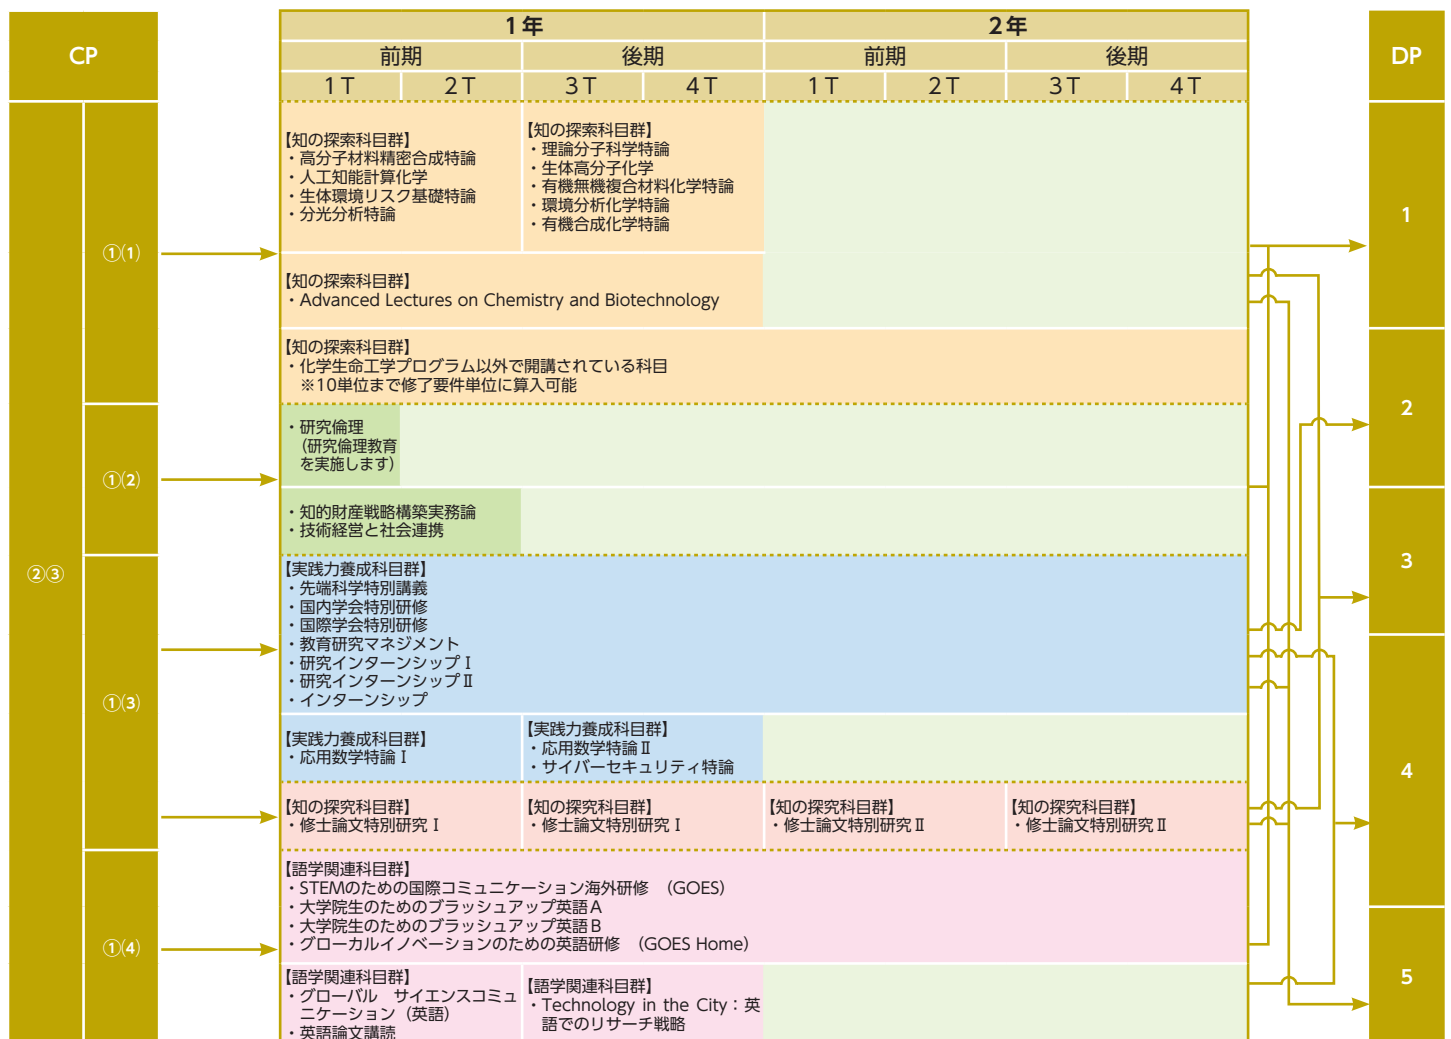 CP
1年
2年
DP
前期
後期
前期
後期
1T
2T
3T
4T
1T
2T
3T
4T
②③
①(1)
【知の探索科目群】
・高分子材料精密合成特論
・人工知能計算化学
・生体環境リスク基礎特論
・分光分析特論
【知の探索科目群】
・理論分子科学特論
・生体高分子化学
・有機無機複合材料化学特論
・環境分析化学特論
・有機合成化学特論
【知の探索科目群】
・Advanced Lectures on Chemistry and Biotechnology
【知の探索科目群】
・化学生命工学プログラム以外で開講されている科目
※10単位まで修了要件単位に算入可能
①(2)
・研究倫理
(研究倫理教育
を実施します)
・知的財産戦略構築実務論
・技術経営と社会連携
①(3)
【実践力養成科目群】
・先端科学特別講義
・国内学会特別研修
・国際学会特別研修
・教育研究マネジメント
・研究インターンシップⅠ
・研究インターンシップⅡ
・インターンシップ
【実践力養成科目群】
・応用数学特論Ⅰ
【実践力養成科目群】
・応用数学特論Ⅱ
・サイバーセキュリティ特論
【知の探究科目群】
・修士論文特別研究Ⅰ
【知の探究科目群】
・修士論文特別研究Ⅰ
【知の探究科目群】
・修士論文特別研究Ⅱ
【知の探究科目群】
・修士論文特別研究Ⅱ
①(4)
【語学関連科目群】
・STEMのための国際コミュニケーション海外研修 (GOES)
・大学院生のためのブラッシュアップ英語A
・大学院生のためのブラッシュアップ英語B
・グローカルイノベーションのための英語研修 (GOES Home)
【語学関連科目群】
・グローバル サイエンスコミュ
ニケーション(英語)
・英語論文講読
【語学関連科目群】
・Technology in the City：英
語でのリサーチ戦略
1
2
3
4
5